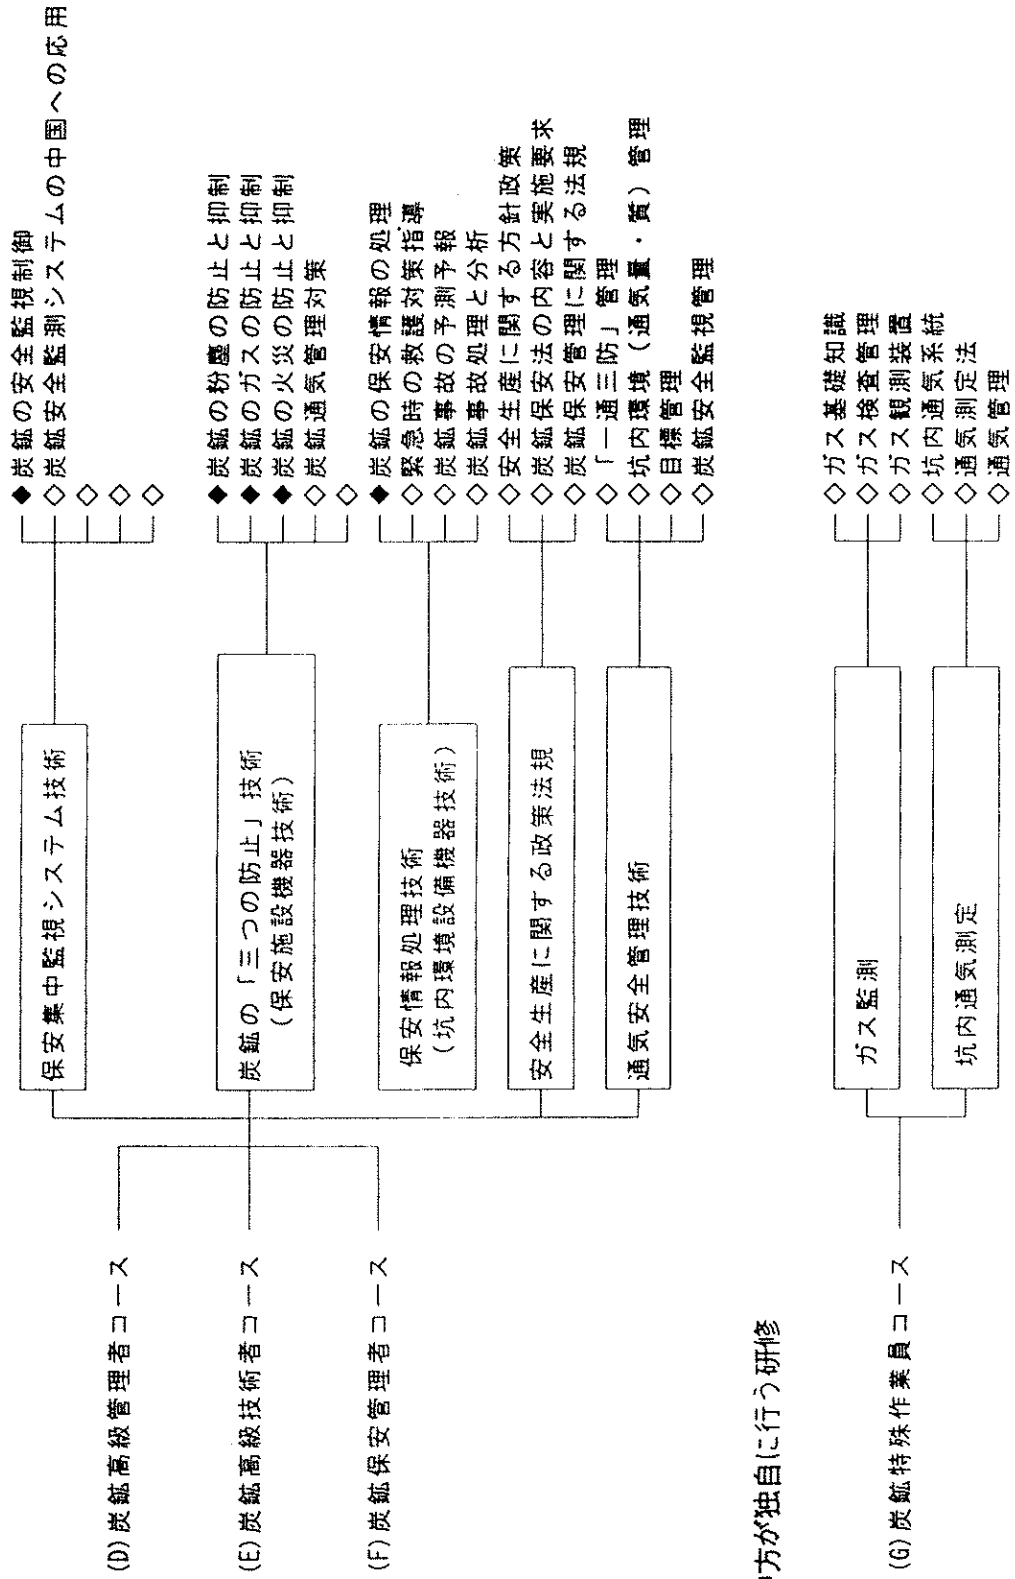 (D)炭鉱高級管理者コース
(E)炭鉱高級技術者コース
(F)炭鉱保安管理者コース
保安集中監視システム技術
◆炭鉱の安全監視制御
◇炭鉱安全監測システムの中国への応用
◇
◇
◇
炭鉱の「三つの防止」技術
(保安施設機器技術)
◆炭鉱の粉塵の防止と抑制
◆炭鉱のガスの防止と抑制
◆炭鉱の火災の防止と抑制
◇炭鉱通気管理対策
◇
保安情報処理技術
(坑内環境設備機器技術)
◆炭鉱の保安情報の処理
◇緊急時の救護対策指導
◇炭鉱事故の予測予報
◇炭鉱事故処理と分析
安全生産に関する政策法規
◇安全生産に関する方針政策
◇炭鉱保安法の内容と実施要求
◇炭鉱保安管理に関する法規
通気安全管理技術
◇「一通三防」管理
◇坑内環境(通気量・質)管理
◇目標管理
◇炭鉱安全監視管理
方が独自に行う研修
(G)炭鉱特殊作業員コース
ガス監測
◇ガス基礎知識
◇ガス検査管理
◇ガス観測装置
坑内通気測定
◇坑内通気系統
◇通気測定法
◇通気管理